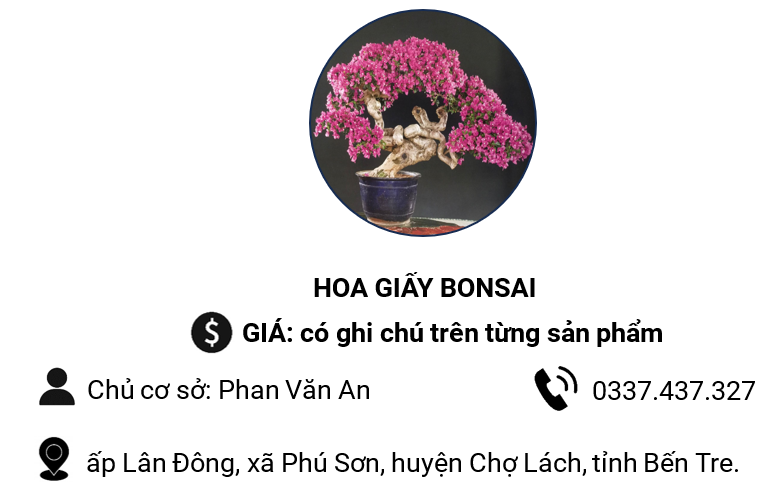 HOA GIẤY BONSAI
GIÁ: có ghi chú trên từng sản phẩm
Chủ cơ sở: Phan Văn An
0337.437.327
ấp Lân Đông, xã Phú Sơn, huyện Chợ Lách, tỉnh Bến Tre.